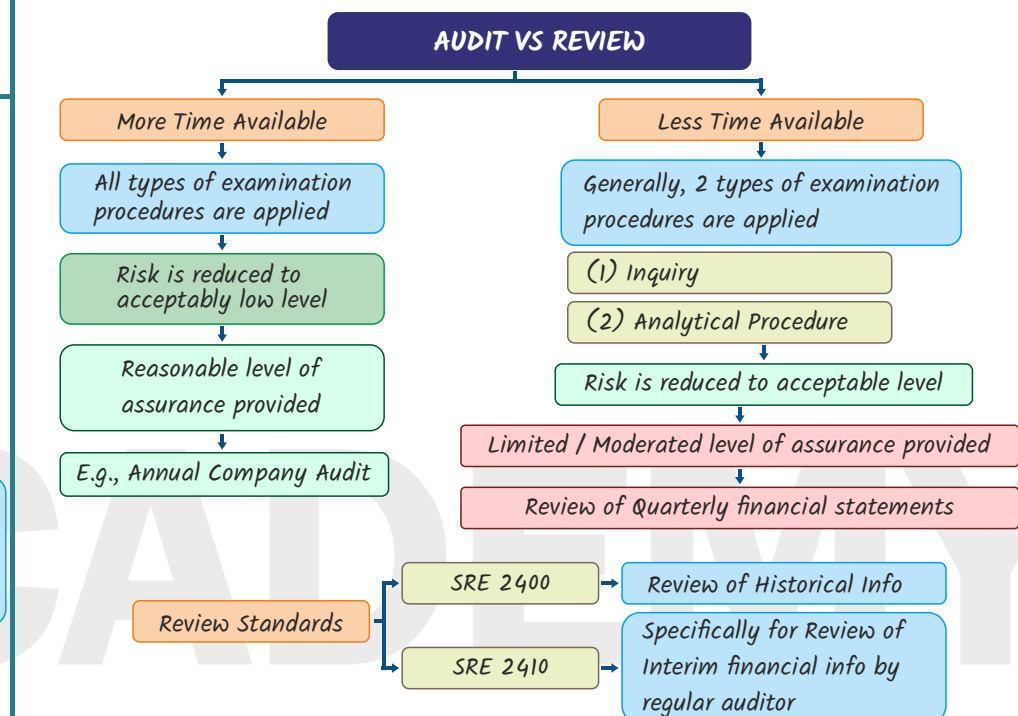 AUDIT VS REVIEW
More Time Available
All types of examination
procedures are applied
Risk is reduced to
acceptably low level
Reasonable level of
assurance provided
E.g., Annual Company Audit
Less Time Available
Generally, 2 types of examination
procedures are applied
(1) Inquiry
(2) Analytical Procedure
Risk is reduced to acceptable level
Limited / Moderated level of assurance provided
Review of Quarterly financial statements
Review Standards
SRE 2400
Review of Historical Info
SRE 2410
Specifically for Review of
Interim financial info by
regular auditor
CADEMY